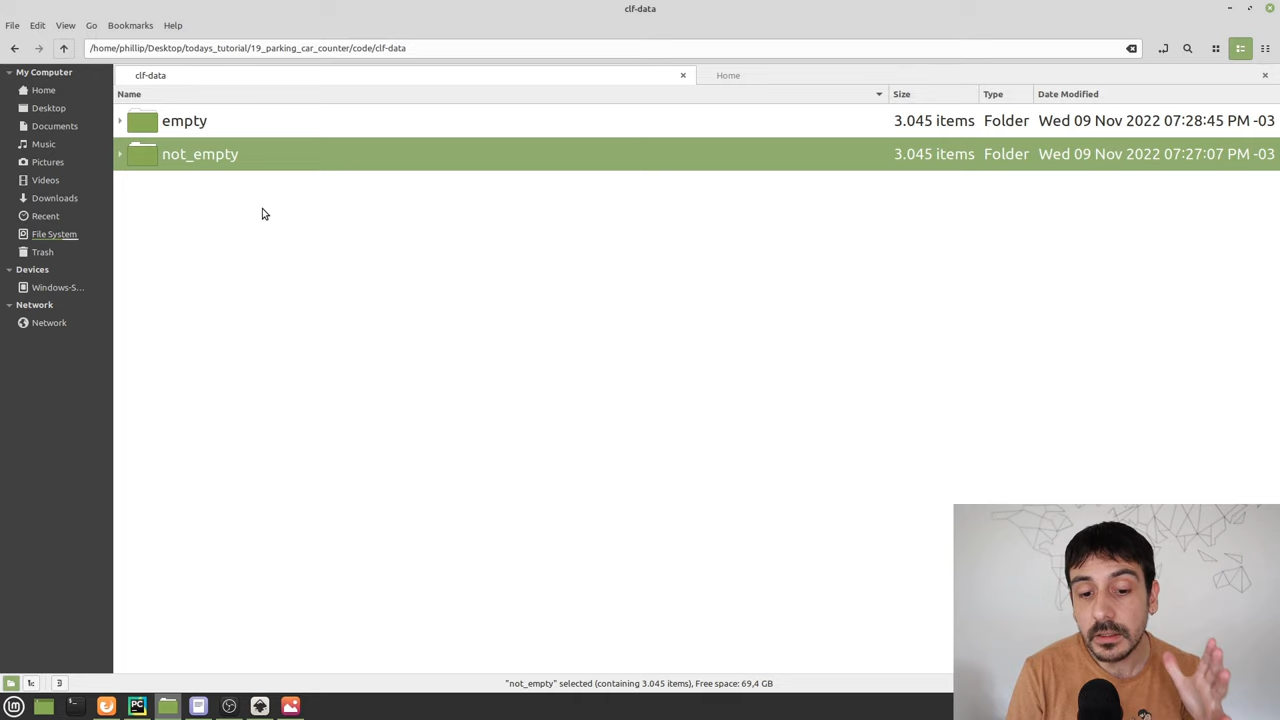 clf-data
File Edit View Go Bookmarks Help
/home/phillip/Desktop/todays_tutorial/19_parking_car_counter/code/clf-data
My Computer
Home
Desktop
Documents
Music
Pictures
Videos
Downloads
Recent
File System
Trash
Devices
Windows-S...
Network
Network
clf-data
Home
Name Size Type Date Modified
empty 3.045 items Folder Wed 09 Nov 2022 07:28:45 PM -03
not_empty 3.045 items Folder Wed 09 Nov 2022 07:27:07 PM -03
"not_empty" selected (containing 3.045 items), Free space: 69,4 GB
PC